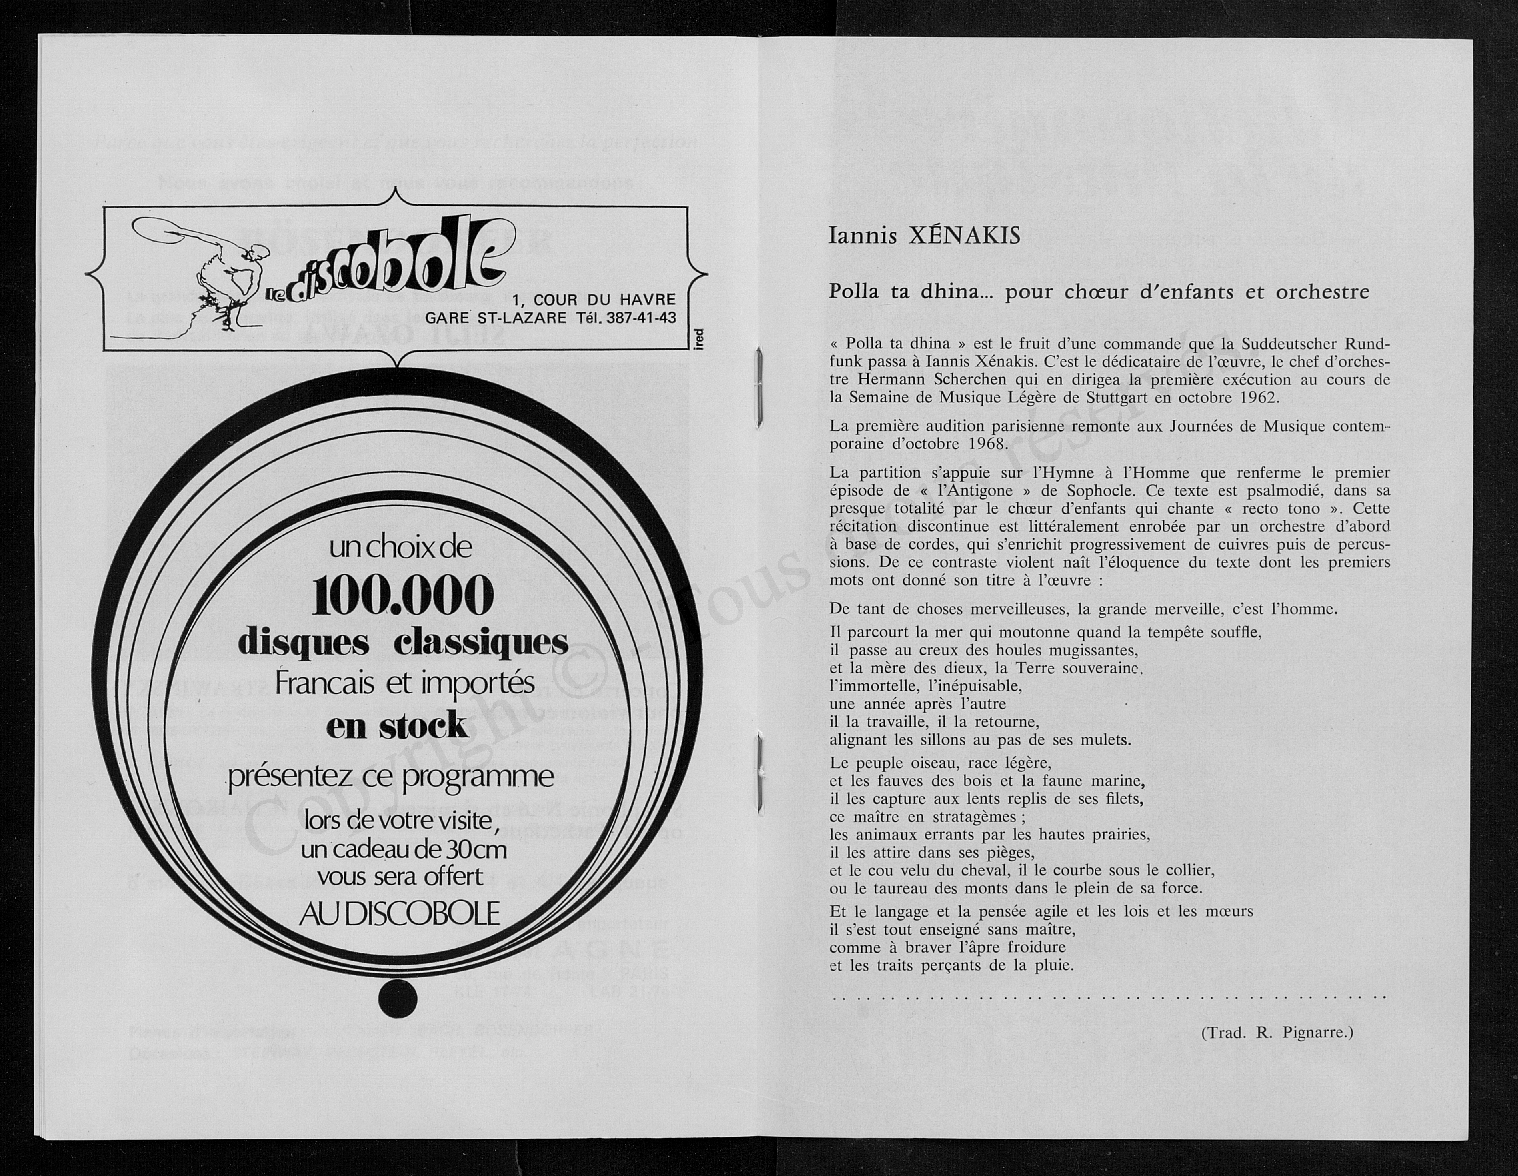 le discobole
1, COUR DU HAVRE
GARE ST-LAZARE Tél. 387-41-43
ired
un choix de
100.000
disques classiques
Francais et importés
en stock
présentez ce programme
lors de votre visite,
un cadeau de 30cm
vous sera offert
AU DISCOBOLE
Iannis XÉNAKIS
Polla ta dhina... pour chœur d'enfants et orchestre
« Polla ta dhina » est le fruit d'une commande que la Suddeutscher Rund-
funk passa à Iannis Xénakis. C'est le dédicataire de l'œuvre, le chef d'orches-
tre Hermann Scherchen qui en dirigea la première exécution au cours de
la Semaine de Musique Légère de Stuttgart en octobre 1962.
La première audition parisienne remonte aux Journées de Musique contem-
poraine d'octobre 1968.
La partition s'appuie sur l'Hymne à l'Homme que renferme le premier
épisode de « l'Antigone » de Sophocle. Ce texte est psalmodié, dans sa
presque totalité par le chœur d'enfants qui chante « recto tono ». Cette
récitation discontinue est littéralement enrobée par un orchestre d'abord
à base de cordes, qui s'enrichit progressivement de cuivres puis de percus-
sions. De ce contraste violent naît l'éloquence du texte dont les premiers
mots ont donné son titre à l'œuvre :
De tant de choses merveilleuses, la grande merveille, c'est l'homme.
Il parcourt la mer qui moutonne quand la tempête souffle,
il passe au creux des houles mugissantes,
et la mère des dieux, la Terre souveraine,
l'immortelle, l'inépuisable,
une année après l'autre
il la travaille, il la retourne,
alignant les sillons au pas de ses mulets.
Le peuple oiseau, race légère,
et les fauves des bois et la faune marine,
il les capture aux lents replis de ses filets,
ce maître en stratagèmes ;
les animaux errants par les hautes prairies,
il les attire dans ses pièges,
et le cou velu du cheval, il le courbe sous le collier,
ou le taureau des monts dans le plein de sa force.
Et le langage et la pensée agile et les lois et les mœurs
il s'est tout enseigné sans maître,
comme à braver l'âpre froidure
et les traits perçants de la pluie.
. . . . . . . . . . . . . . . . . . . . . . . . . . . . . . . . . . .
(Trad. R. Pignarre.)
Copyright © - Tous droits réservés